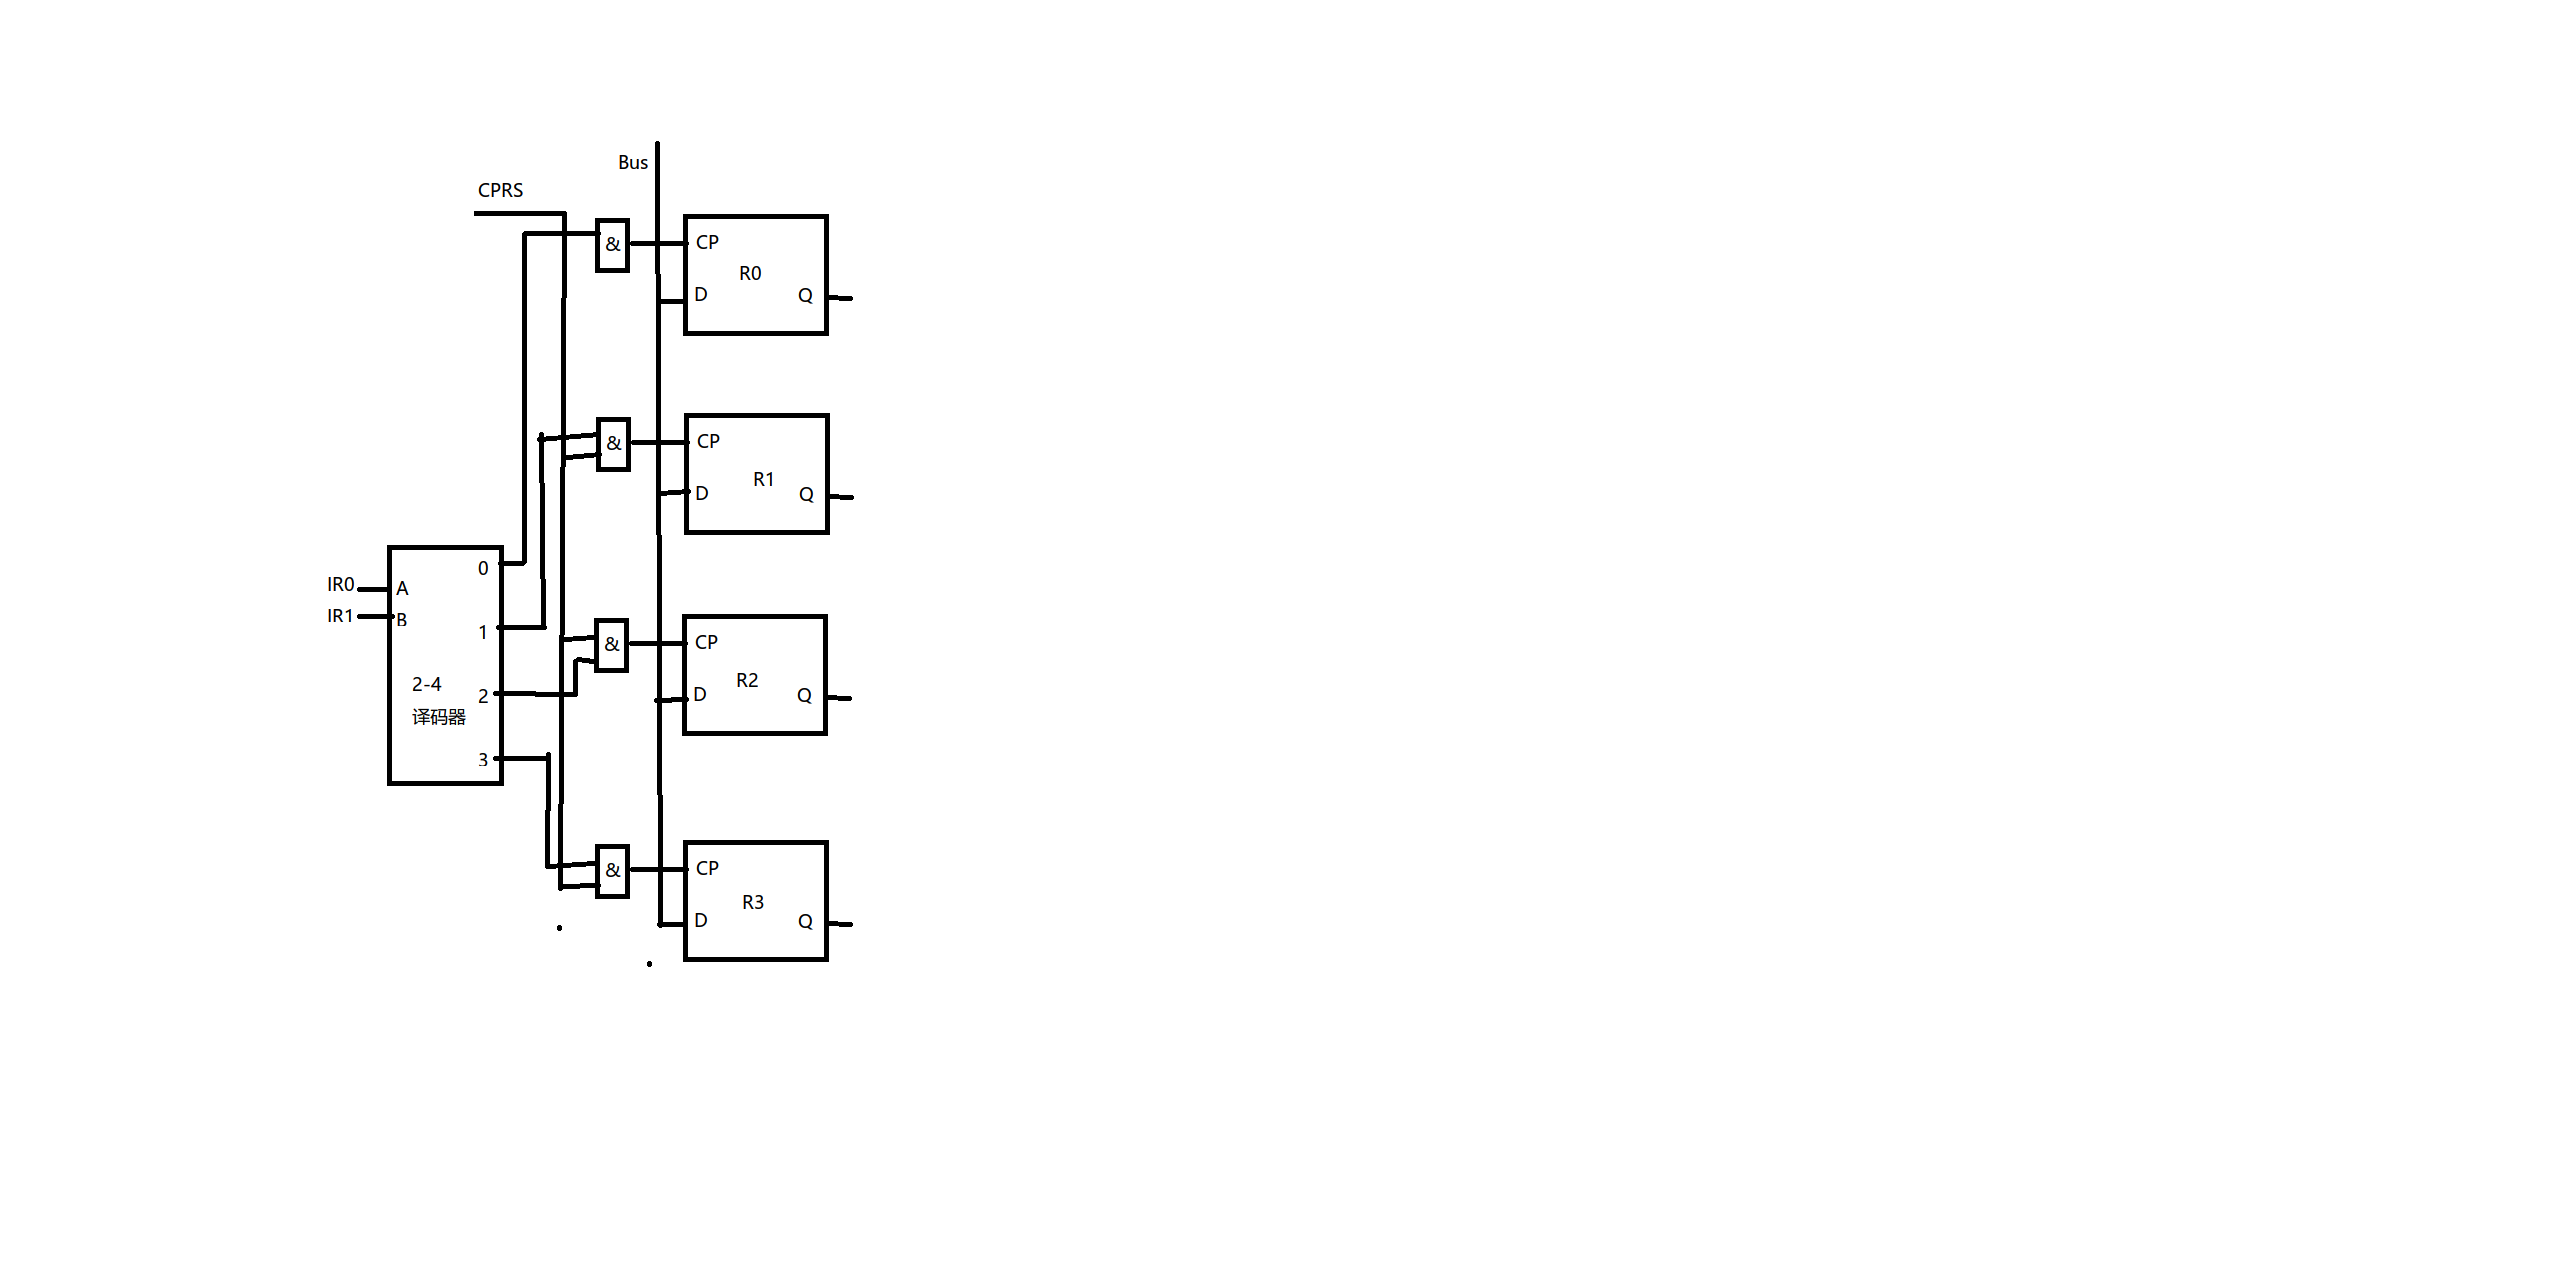 Bus
CPRS
&
CP
R0
D
Q
&
CP
R1
D
Q
0
IR0
A
IR1
B
1
2-4
译码器
2
3
&
CP
R2
D
Q
&
CP
R3
D
Q